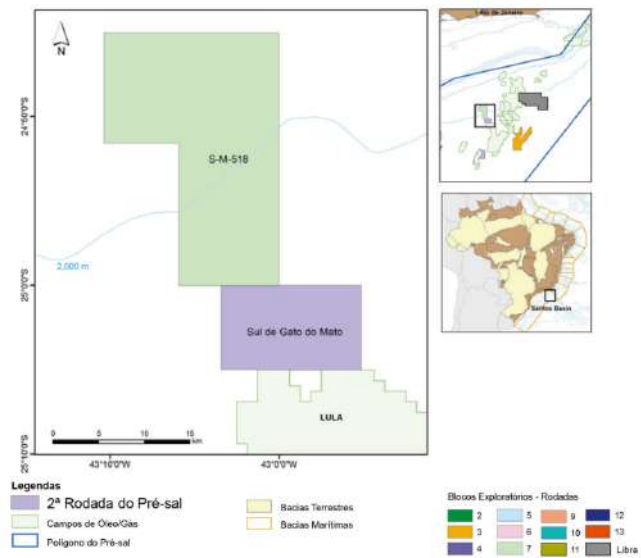 N
24°50'0"S
S-M-518
2,000 m
25°0'0"S
Sul de Gato do Mato
LULA
0 5 10 15
km
25°10'0"S
43°10'0"W
43°0'0"W
Rio de Janeiro
Santos Basin
Legendas
2ª Rodada do Pré-sal
Campos de Óleo/Gás
Polígono do Pré-sal
Bacias Terrestres
Bacias Marítimas
Blocos Exploratórios - Rodadas
2 5 9 12
3 6 10 13
4 7 11 Libra